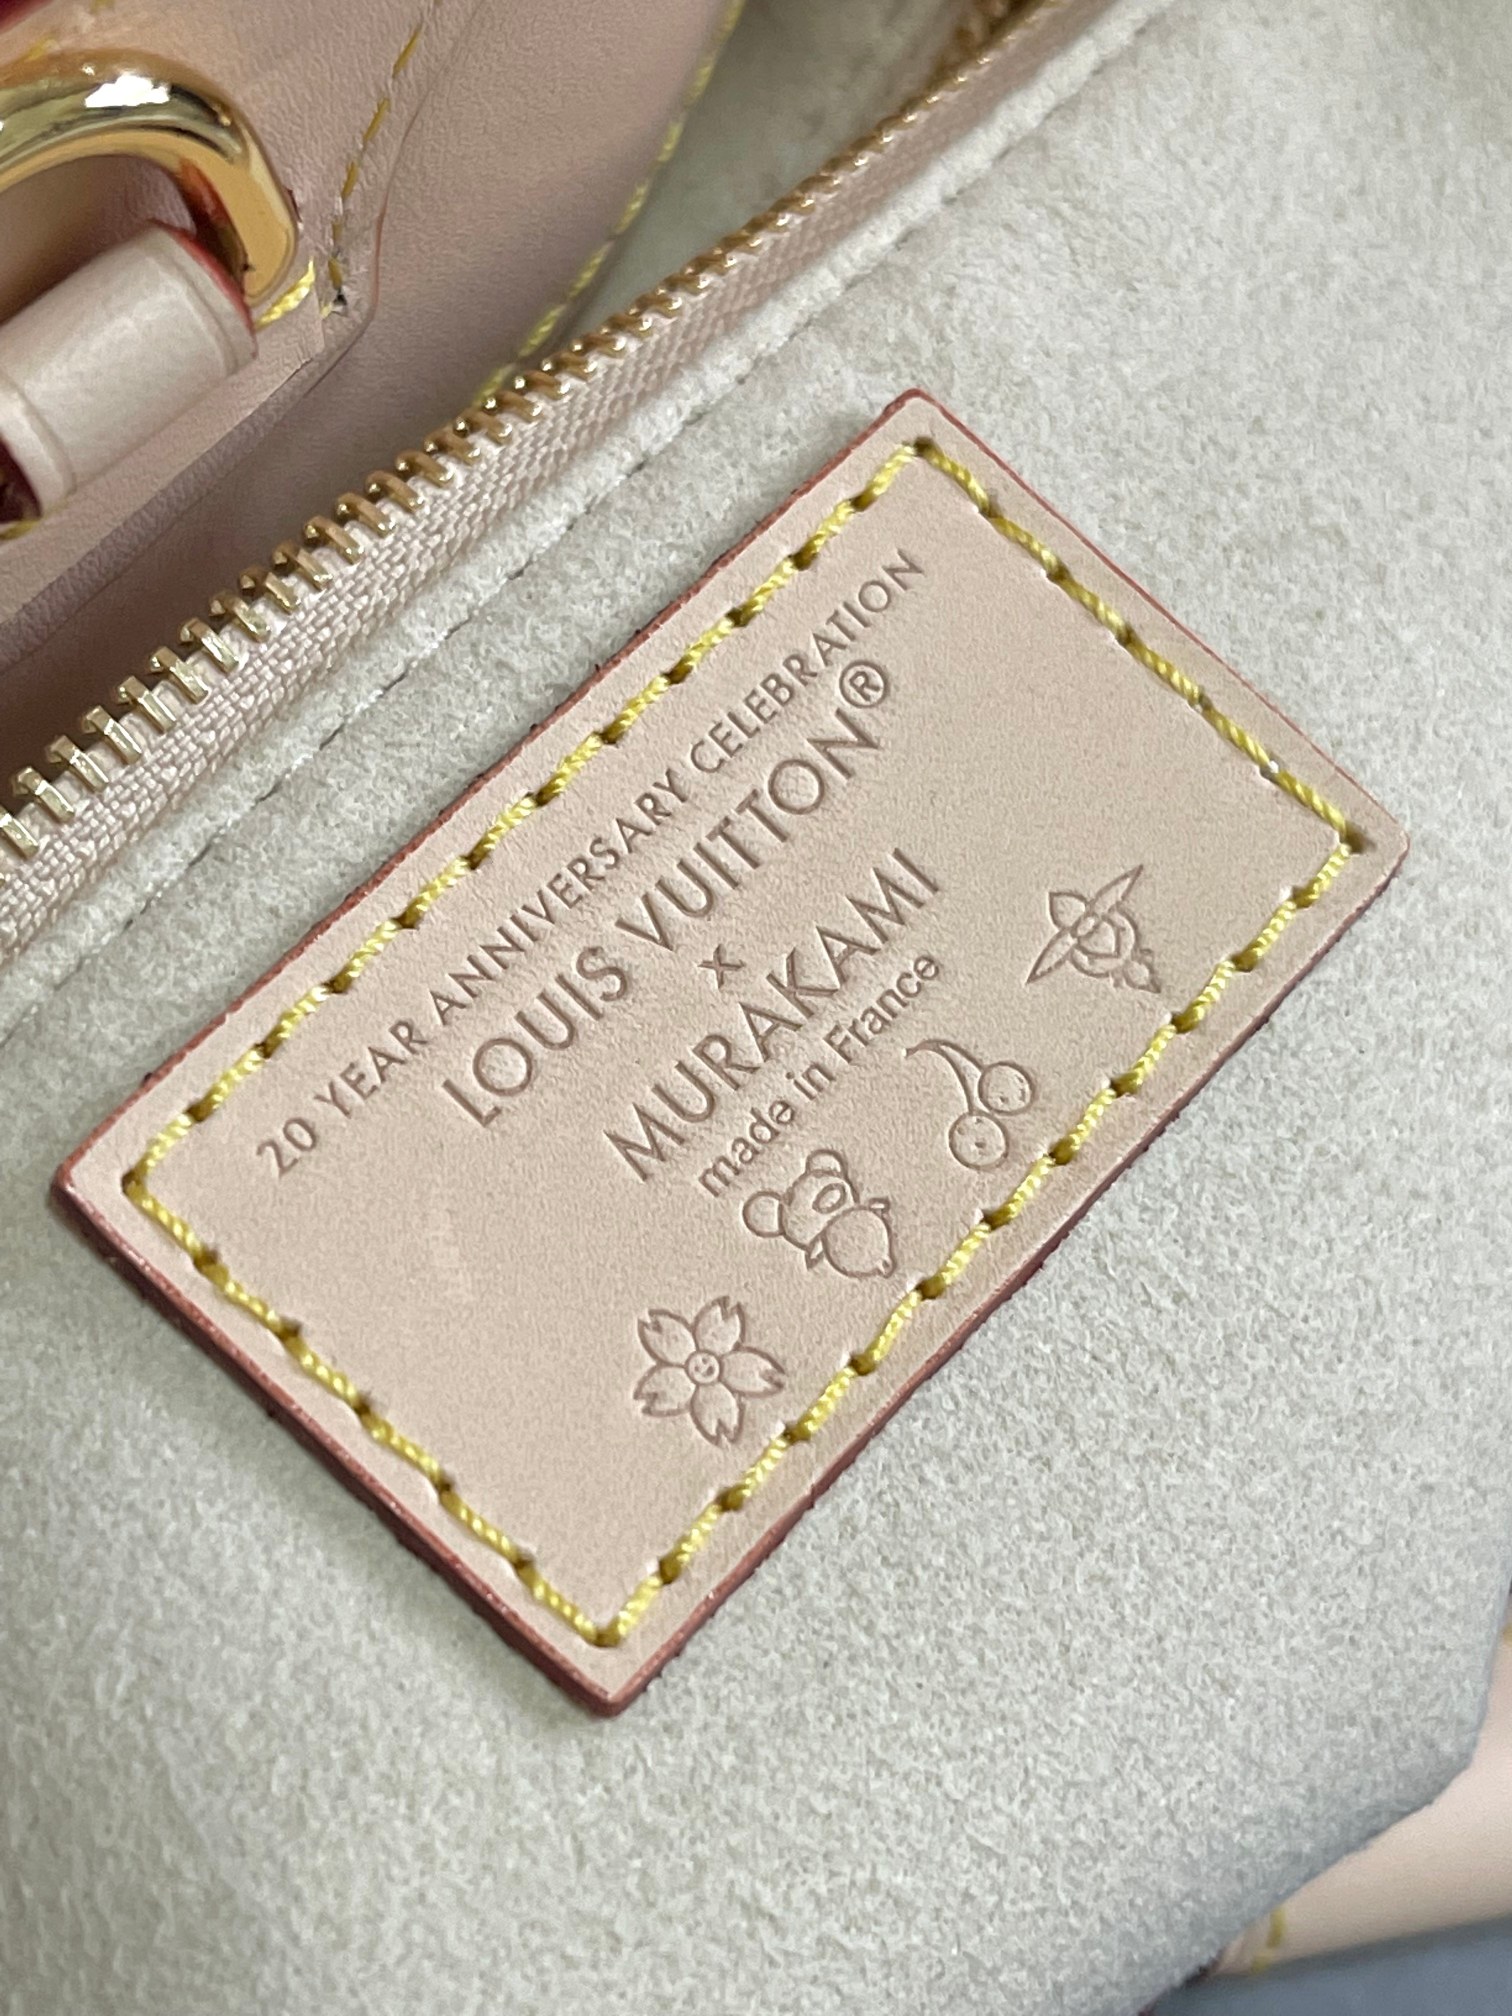 20 YEAR ANNIVERSARY CELEBRATION
LOUIS VUITTON®
x
MURAKAMI
made in France